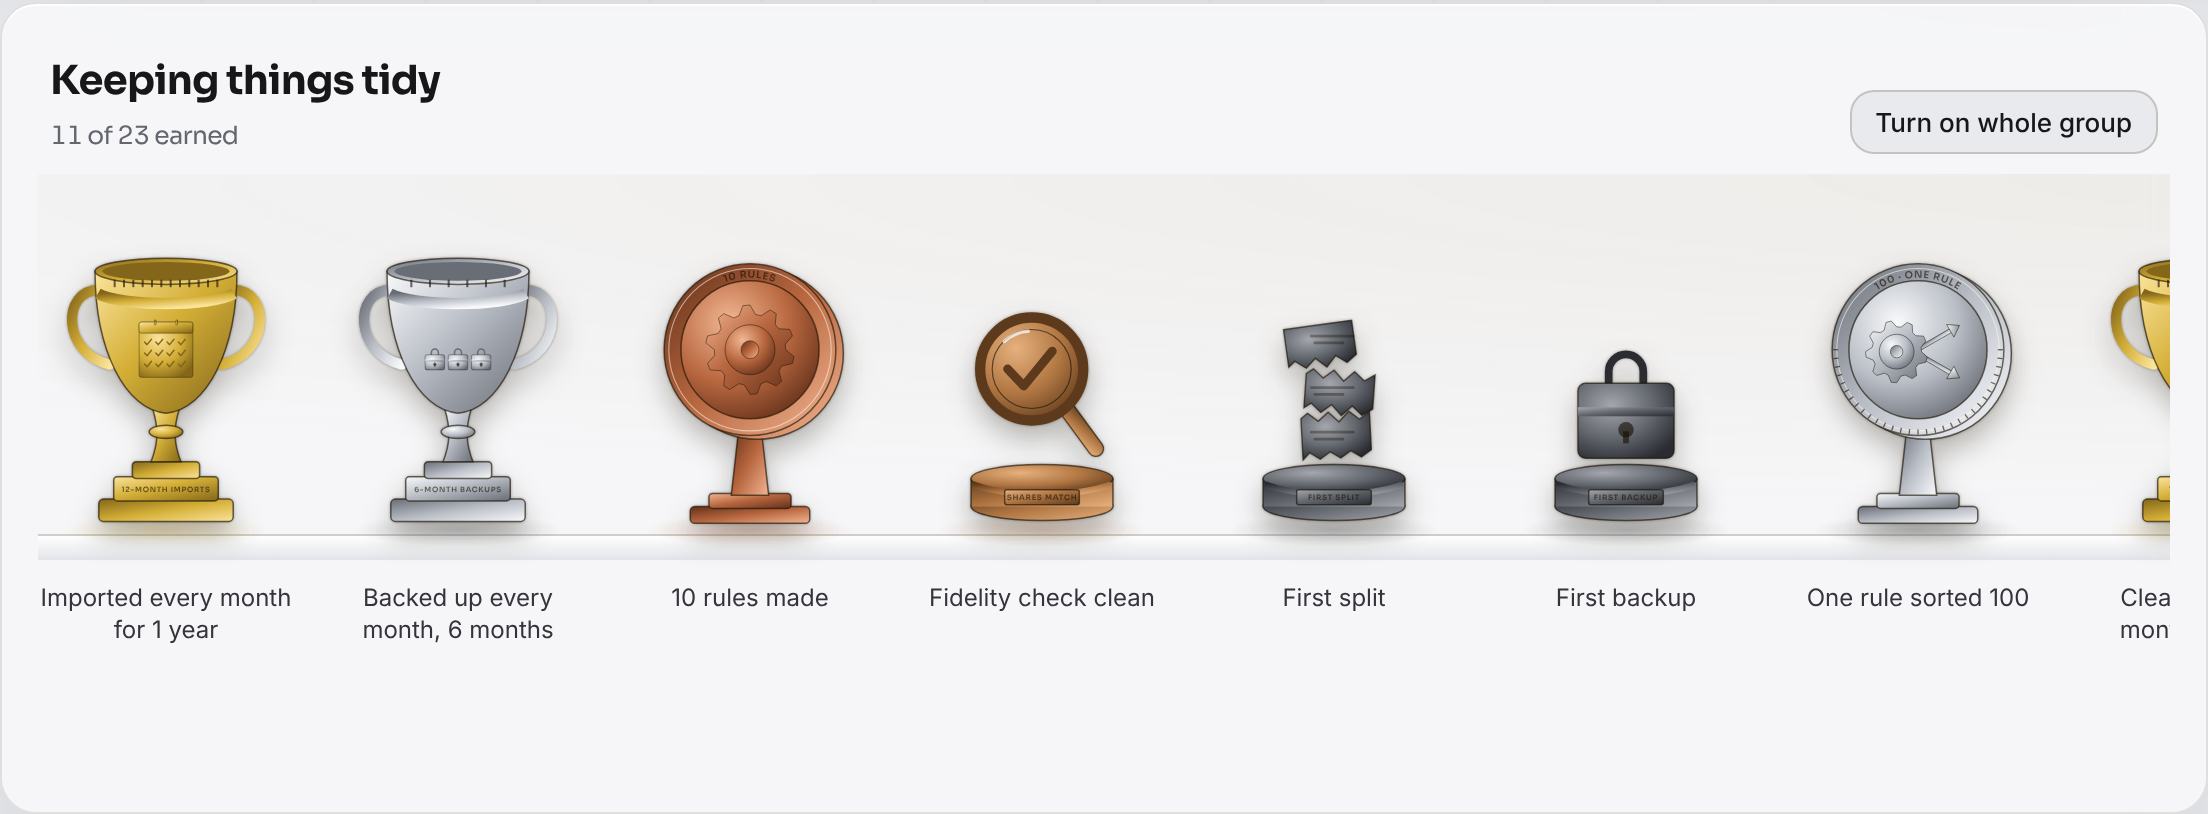 Keeping things tidy
11 of 23 earned
Turn on whole group
10 RULES
100 · ONE RULE
12-MONTH IMPORTS
6-MONTH BACKUPS
SHARES MATCH
FIRST SPLIT
FIRST BACKUP
Imported every month
for 1 year
Backed up every
month, 6 months
10 rules made
Fidelity check clean
First split
First backup
One rule sorted 100
Clea
mon